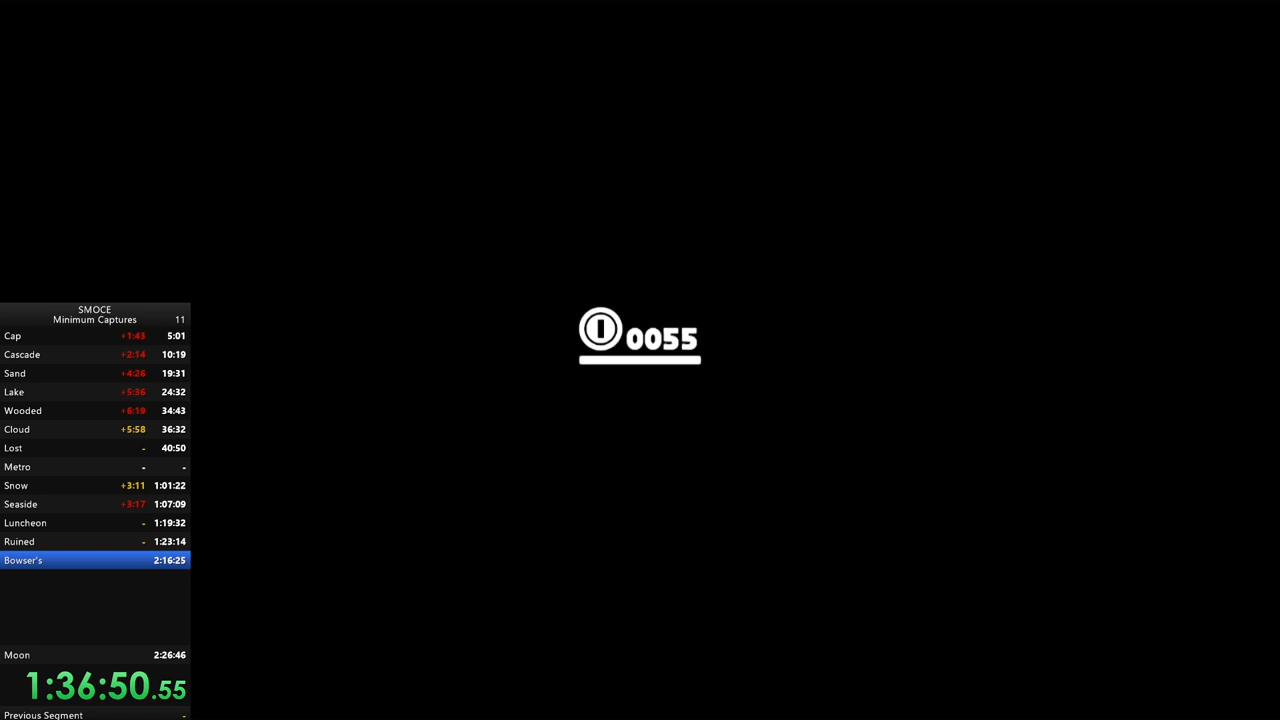 SMOCE
Minimum Captures 11
Cap +1:43 5:01
Cascade +2:14 10:19
Sand +4:26 19:31
Lake +5:36 24:32
Wooded +6:19 34:43
Cloud +5:58 36:32
Lost - 40:50
Metro - -
Snow +3:11 1:01:22
Seaside +3:17 1:07:09
Luncheon - 1:19:32
Ruined - 1:23:14
Bowser's 2:16:25
Moon 2:26:46
1:36:50.55
Previous Segment -
0055